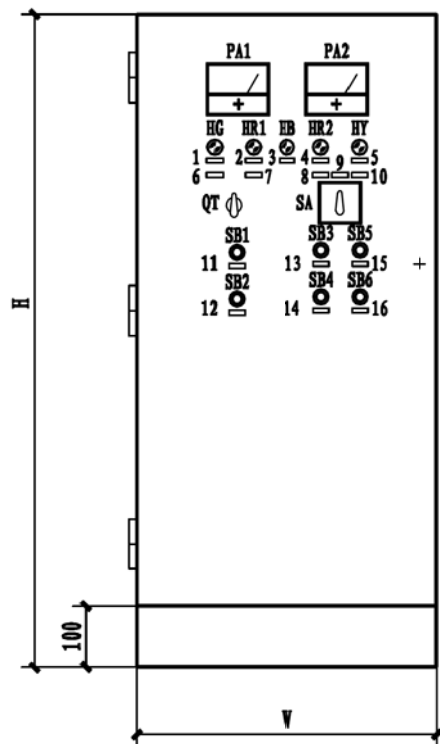 PA1 PA2
HG HR1 HB HR2 HY
1 2 3 4 5
9
6 7 8 10
QT SA
SB1 SB3 SB5
11 13 15
SB2 SB4 SB6
12 14 16
H
100
W